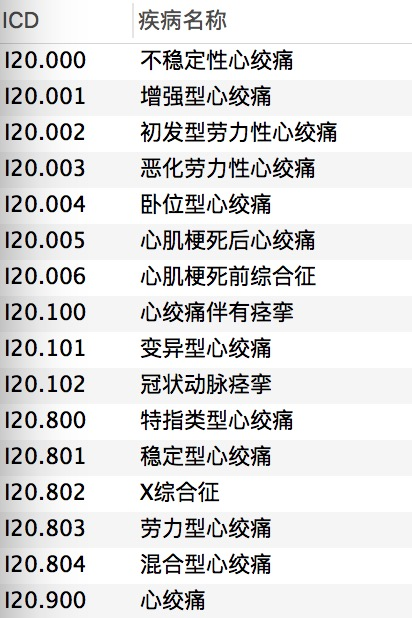 ICD 疾病名称
I20.000 不稳定性心绞痛
I20.001 增强型心绞痛
I20.002 初发型劳力性心绞痛
I20.003 恶化劳力性心绞痛
I20.004 卧位型心绞痛
I20.005 心肌梗死后心绞痛
I20.006 心肌梗死前综合征
I20.100 心绞痛伴有痉挛
I20.101 变异型心绞痛
I20.102 冠状动脉痉挛
I20.800 特指类型心绞痛
I20.801 稳定型心绞痛
I20.802 X综合征
I20.803 劳力型心绞痛
I20.804 混合型心绞痛
I20.900 心绞痛